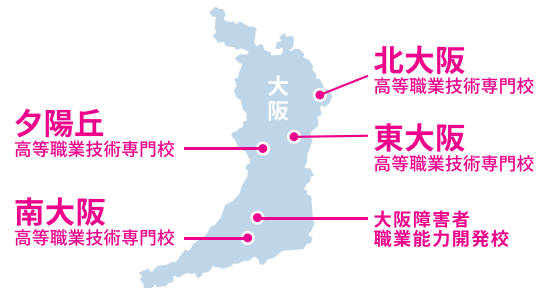 大
阪
北大阪
高等職業技術専門校
東大阪
高等職業技術専門校
夕陽丘
高等職業技術専門校
南大阪
高等職業技術専門校
大阪障害者
職業能力開発校